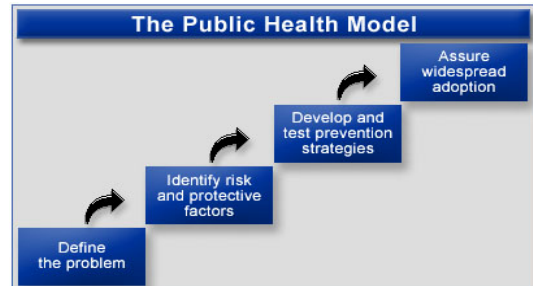 The Public Health Model
Assure
widespread
adoption
Develop and
test prevention
strategies
Identify risk
and protective
factors
Define
the problem